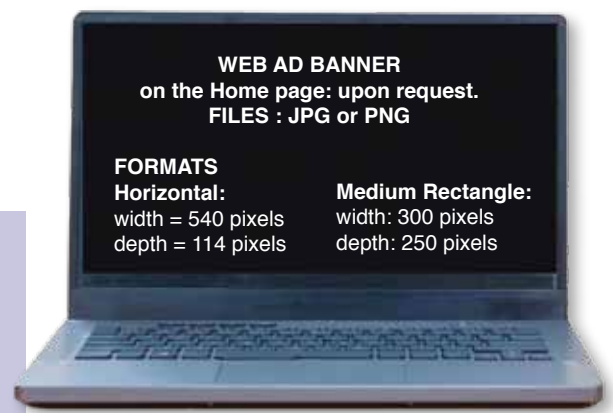 WEB AD BANNER
on the Home page: upon request.
FILES : JPG or PNG
FORMATS
Horizontal:
width = 540 pixels
depth = 114 pixels
Medium Rectangle:
width: 300 pixels
depth: 250 pixels